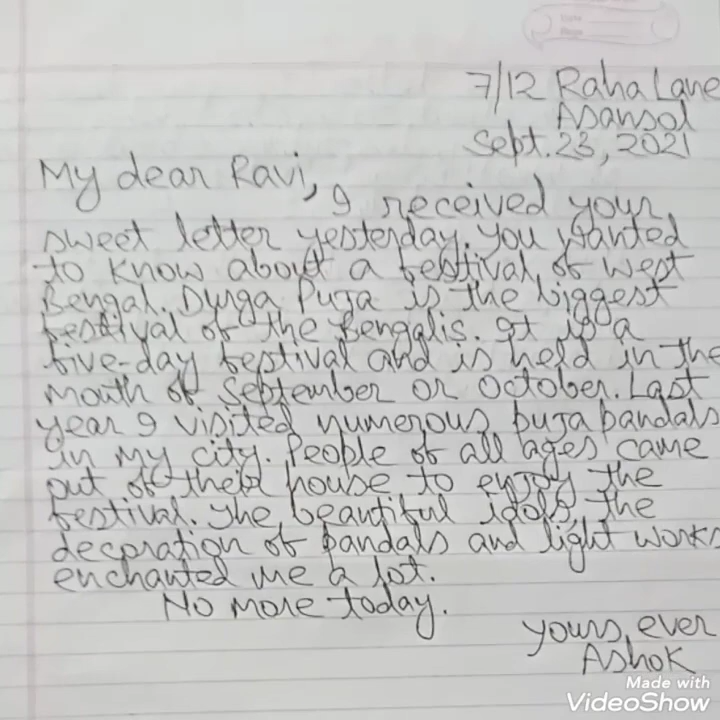 7/12 Raha Lane
Asansol
Sept. 23, 2021
My dear Ravi,
I received your
sweet letter yesterday. You wanted
to know about a festival of West
Bengal. Durga Puja is the biggest
festival of the Bengalis. It is a
five-day festival and is held in the
month of September or October. Last
year I visited numerous puja pandals
in my city. People of all ages came
out of their house to enjoy the
festival. The beautiful idols, the
decoration of pandals and light works
enchanted me a lot.
No more today.
Yours ever
Ashok
Made with
VideoShow